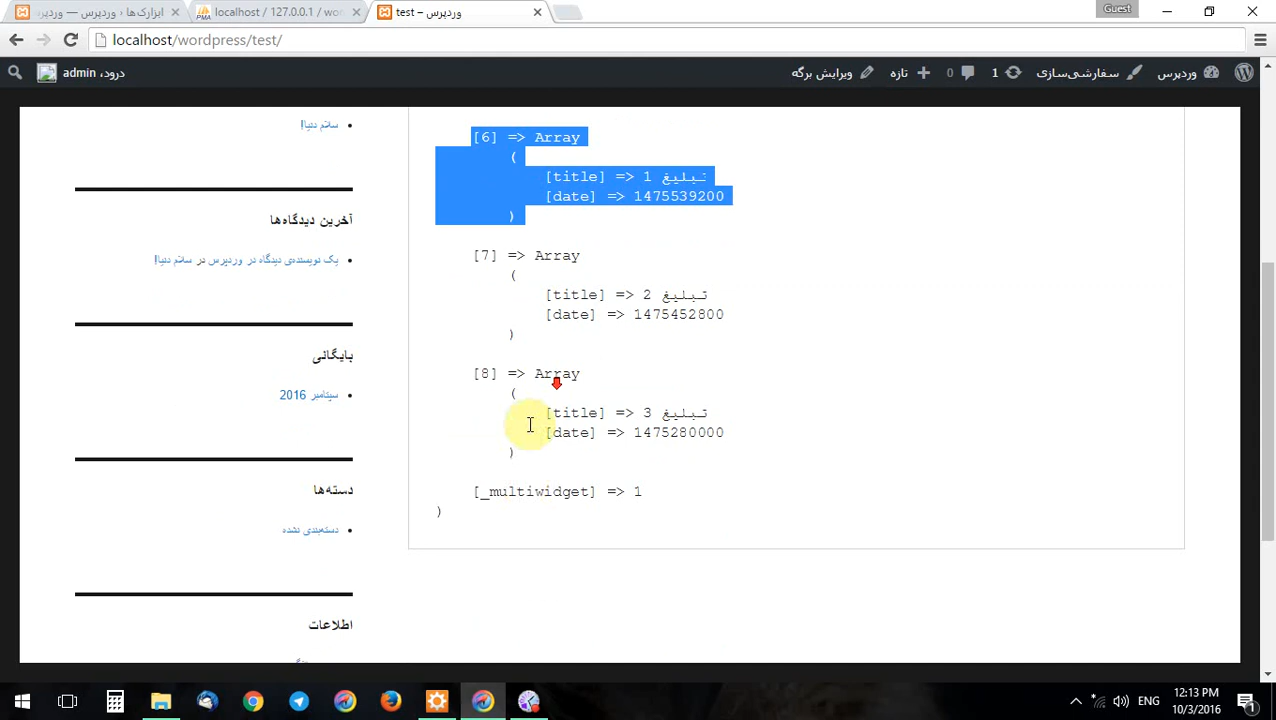 ابزارک‌ها ‹ وردپرس — وردپر
localhost / 127.0.0.1 / wor
test – وردپرس
Guest
localhost/wordpress/test/
درود، admin
ویرایش برگه
تازه
0
1
سفارشی‌سازی
وردپرس
سلام دنیا!
آخرین دیدگاه‌ها
یک نویسنده‌ی دیدگاه در وردپرس در سلام دنیا!
بایگانی
سپتامبر 2016
دسته‌ها
دسته‌بندی نشده
اطلاعات
[6] => Array
(
[title] => تبلیغ 1
[date] => 1475539200
)
[7] => Array
(
[title] => تبلیغ 2
[date] => 1475452800
)
[8] => Array
(
[title] => تبلیغ 3
[date] => 1475280000
)
[_multiwidget] => 1
)
ENG
12:13 PM
10/3/2016